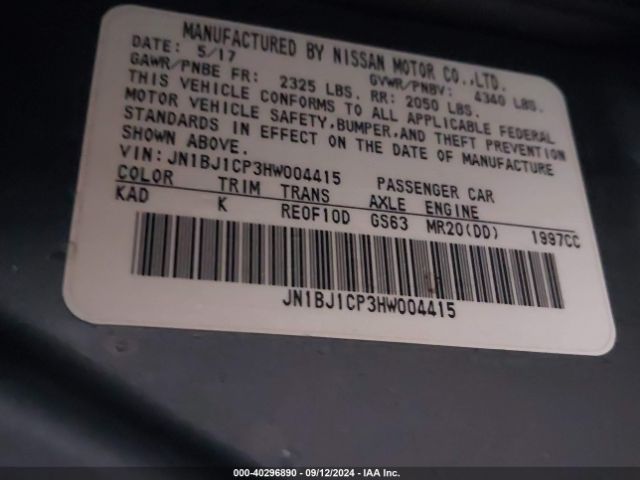 MANUFACTURED BY NISSAN MOTOR CO.,LTD.
DATE: 5/17 GVWR/PNBV: 4340 LBS.
GAWR/PNBE FR: 2325 LBS. RR: 2050 LBS.
THIS VEHICLE CONFORMS TO ALL APPLICABLE FEDERAL
MOTOR VEHICLE SAFETY,BUMPER,AND THEFT PREVENTION
STANDARDS IN EFFECT ON THE DATE OF MANUFACTURE
SHOWN ABOVE.
VIN: JN1BJ1CP3HW004415 PASSENGER CAR
COLOR TRIM TRANS AXLE ENGINE
KAD K RE0F10D GS63 MR20(DD) 1997CC
JN1BJ1CP3HW004415
000-40296890 - 09/12/2024 - IAA Inc.